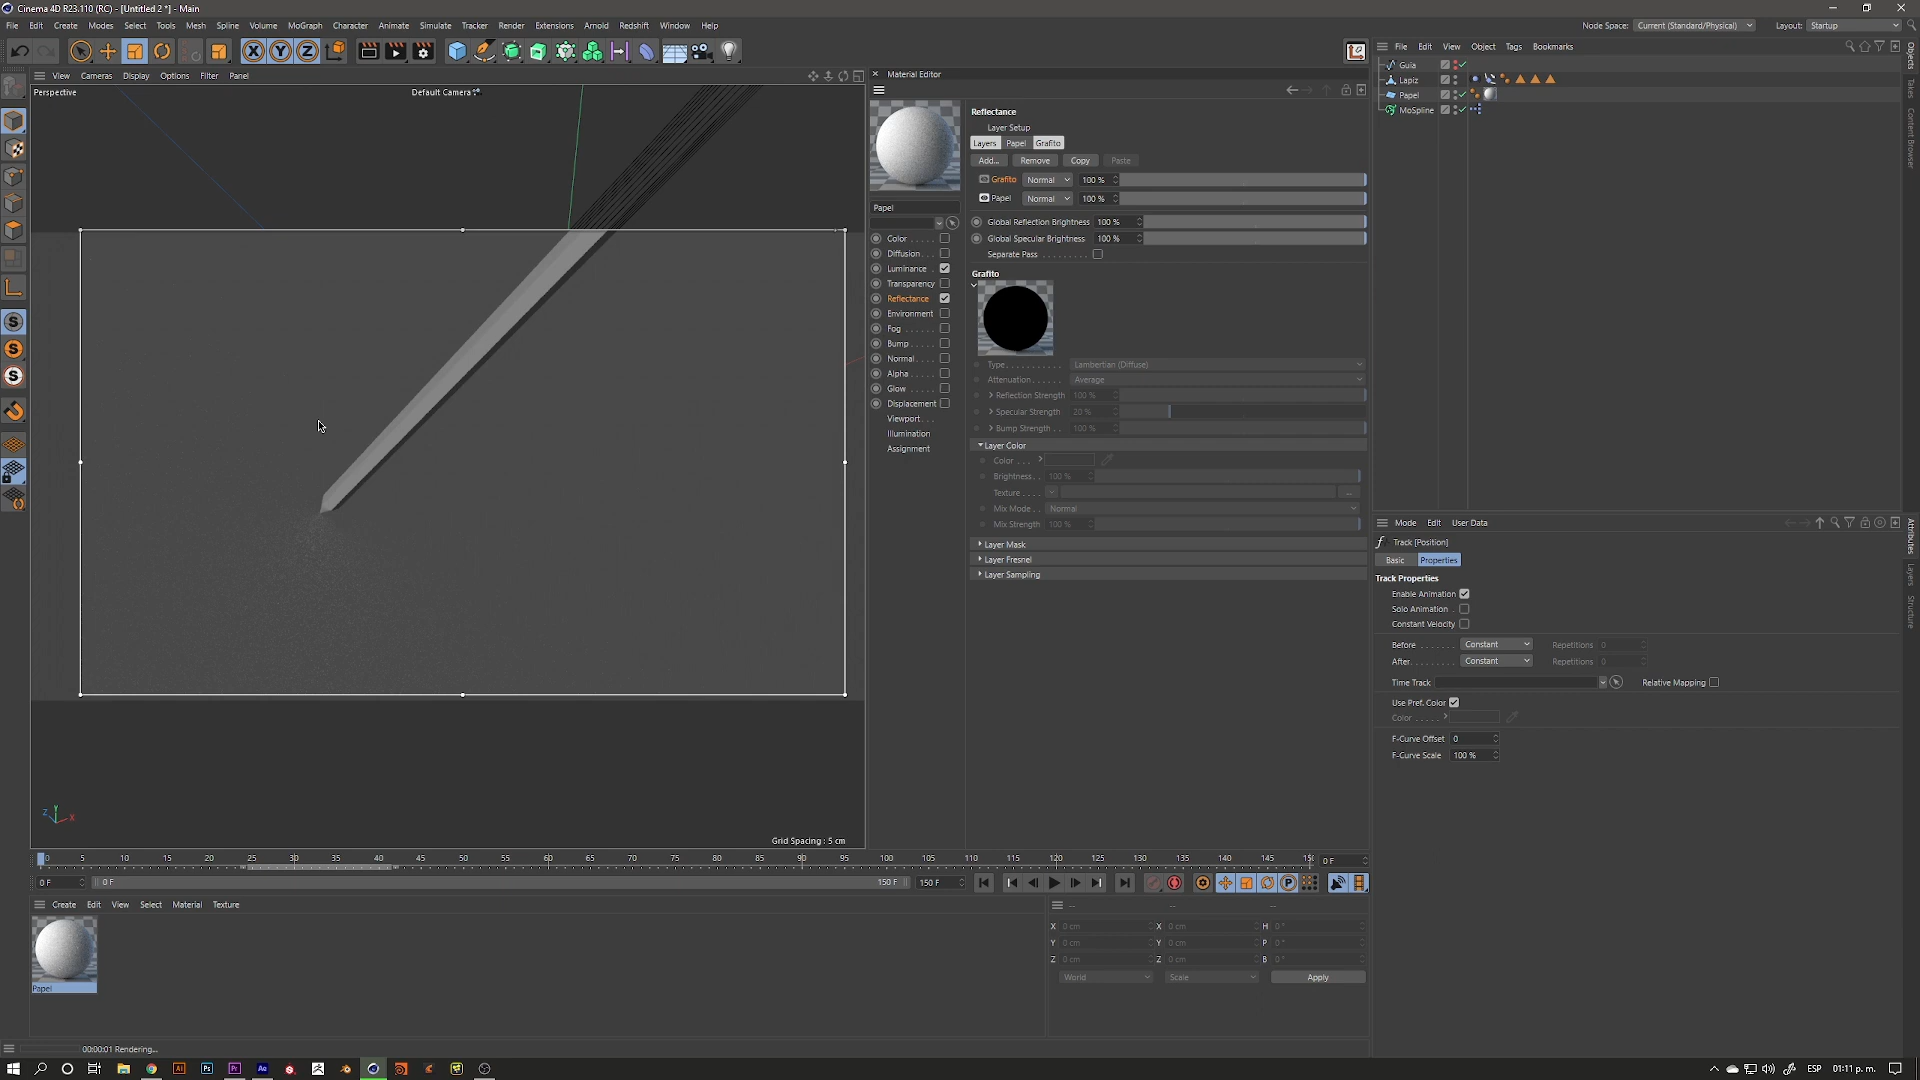 Cinema 4D R23.110 (RC) - [Untitled 2 *] - Main
File Edit Create Modes Select Tools Mesh Spline Volume MoGraph Character Animate Simulate Tracker Render Extensions Arnold Redshift Window Help
Node Space: Current (Standard/Physical) Layout: Startup
View Cameras Display Options Filter Panel
Perspective
Default Camera
Grid Spacing : 5 cm
Material Editor
Papel
Color
Diffusion
Luminance
Transparency
Reflectance
Environment
Fog
Bump
Normal
Alpha
Glow
Displacement
Viewport
Illumination
Assignment
Reflectance
Layer Setup
Layers Papel Grafito
Add... Remove Copy Paste
Grafito Normal 100 %
Papel Normal 100 %
Global Reflection Brightness 100 %
Global Specular Brightness 100 %
Separate Pass
Grafito
Type Lambertian (Diffuse)
Attenuation Average
Reflection Strength 100 %
Specular Strength 20 %
Bump Strength 100 %
Layer Color
Color
Brightness 100 %
Texture
Mix Mode Normal
Mix Strength 100 %
Layer Mask
Layer Fresnel
Layer Sampling
File Edit View Object Tags Bookmarks
Guia
Lapiz
Papel
MoSpline
Objects
Takes
Content Browser
Mode Edit User Data
Track [Position]
Basic Properties
Track Properties
Enable Animation
Solo Animation
Constant Velocity
Before Constant Repetitions 0
After Constant Repetitions 0
Time Track Relative Mapping
Use Pref. Color
Color
F-Curve Offset 0
F-Curve Scale 100 %
Attributes
Layers
Structure
0 5 10 15 20 25 30 35 40 45 50 55 60 65 70 75 80 85 90 95 100 105 110 115 120 125 130 135 140 145 0 F
0 F 0 F 150 F 150 F
Create Edit View Select Material Texture
Papel
X 0 cm X 0 cm H 0 °
Y 0 cm Y 0 cm P 0 °
Z 0 cm Z 0 cm B 0 °
World Scale Apply
00:00:01 Rendering...
ESP 01:11 p. m.